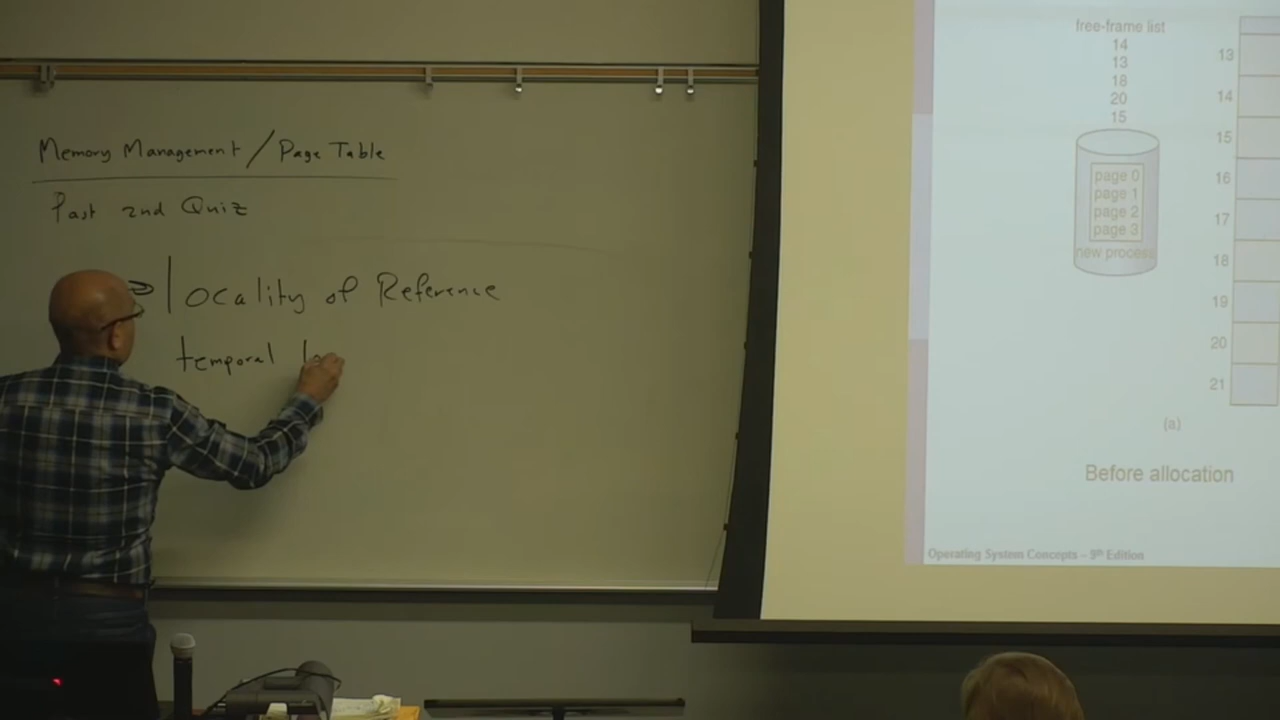 Memory Management / Page Table
Past 2nd Quiz
⇒ locality of Reference
temporal lo
free-frame list
14
13
18
20
15
page 0
page 1
page 2
page 3
new process
13
14
15
16
17
18
19
20
21
(a)
Before allocation
Operating System Concepts – 9th Edition